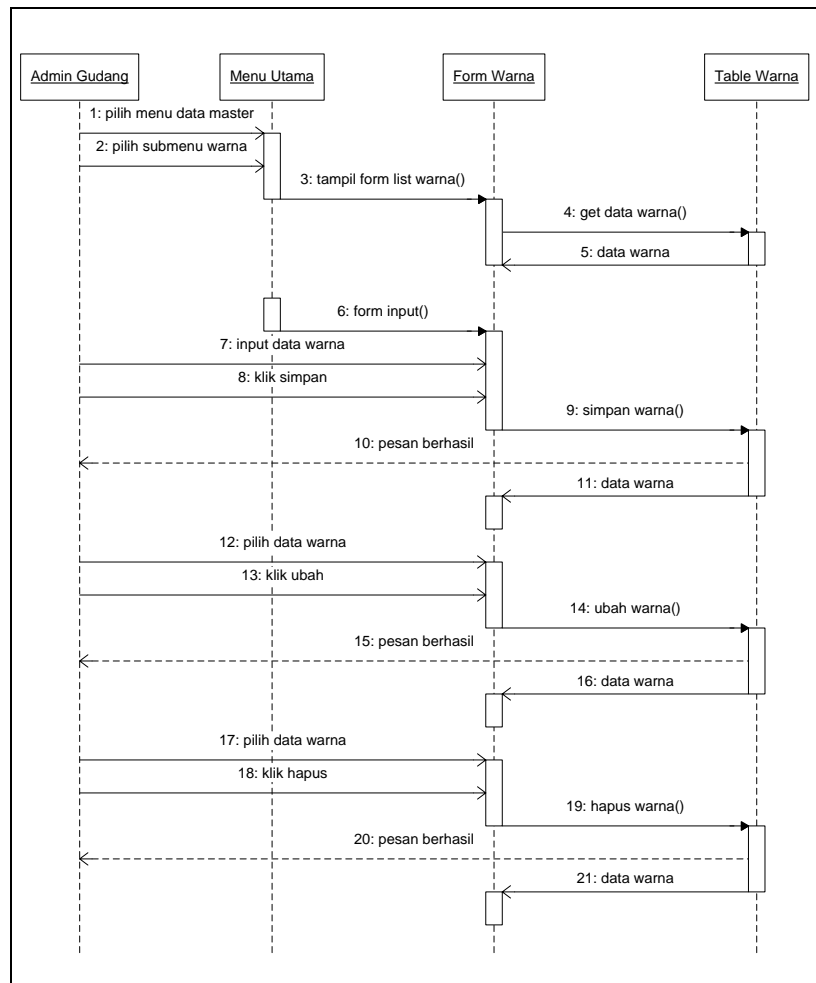 Admin Gudang
Menu Utama
Form Warna
Table Warna
1: pilih menu data master
2: pilih submenu warna
3: tampil form list warna()
4: get data warna()
5: data warna
6: form input()
7: input data warna
8: klik simpan
9: simpan warna()
10: pesan berhasil
11: data warna
12: pilih data warna
13: klik ubah
14: ubah warna()
15: pesan berhasil
16: data warna
17: pilih data warna
18: klik hapus
19: hapus warna()
20: pesan berhasil
21: data warna